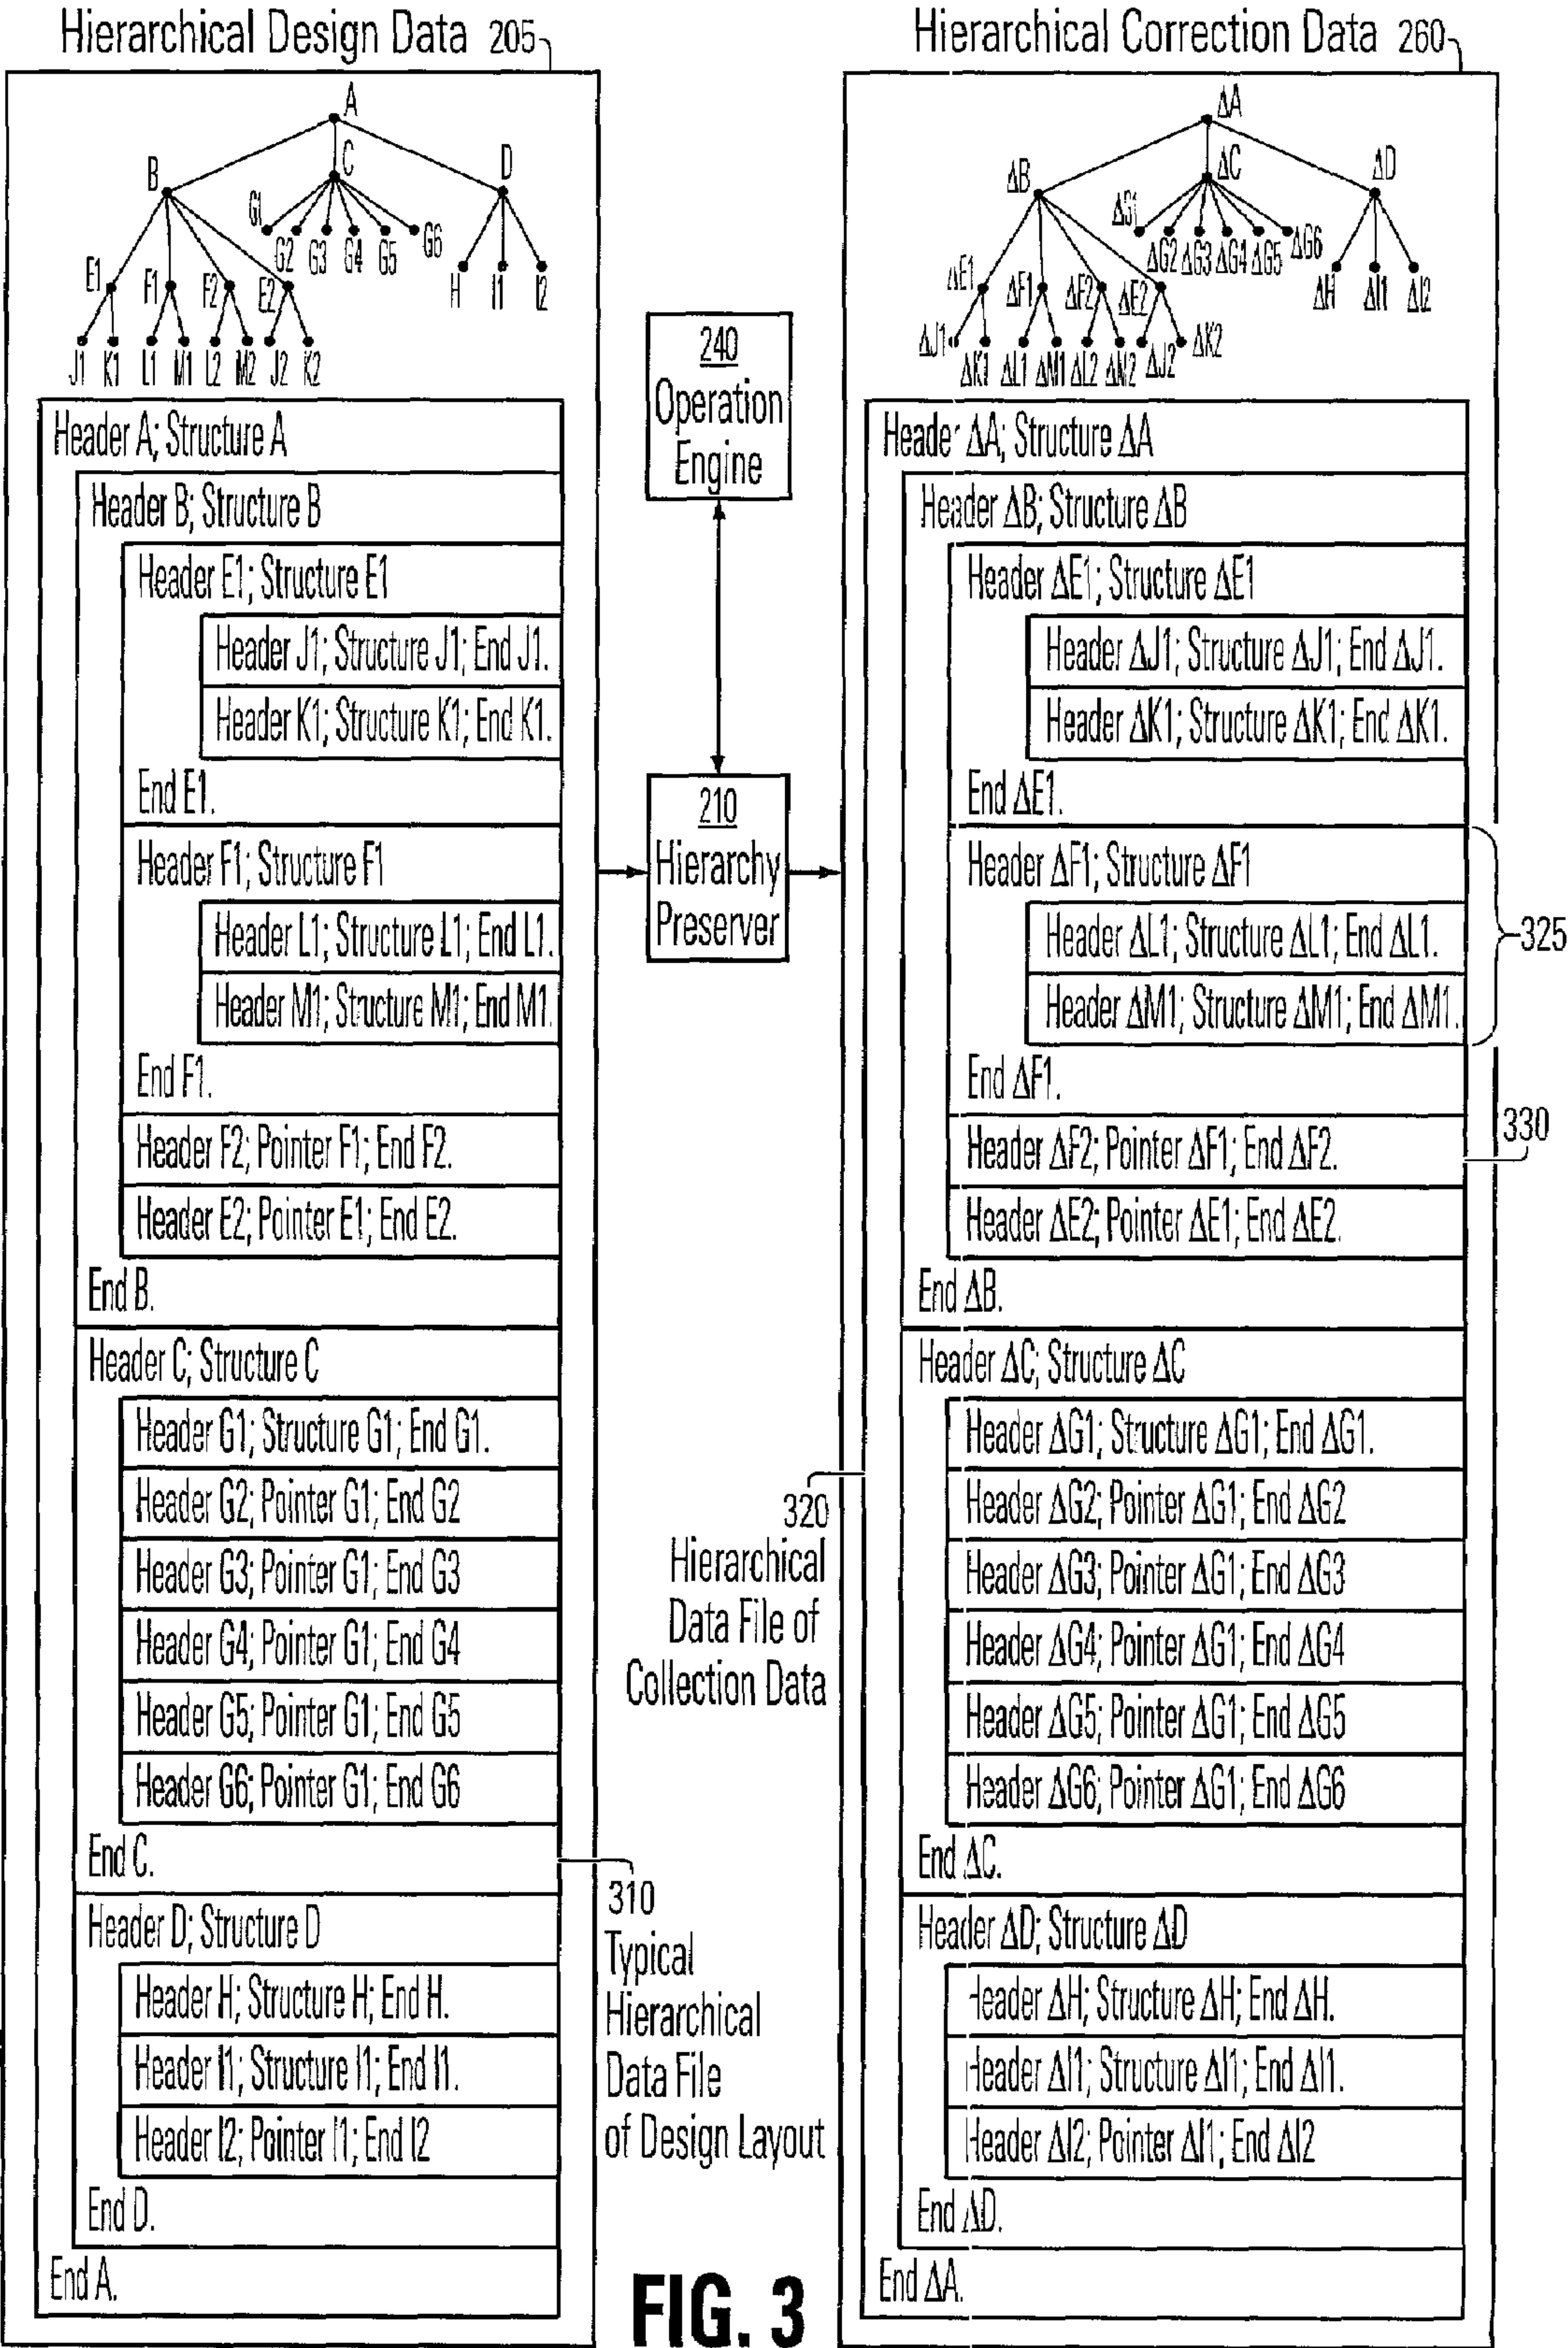 Hierarchical Design Data 205
A
B
C
D
G1
G2 G3 G4 G5
G6
E1
F1
F2
E2
H I1 I2
J1 K1 L1 M1 L2 M2 J2 K2
Header A; Structure A
Header B; Structure B
Header E1; Structure E1
Header J1; Structure J1; End J1.
Header K1; Structure K1; End K1.
End E1.
Header F1; Structure F1
Header L1; Structure L1; End L1.
Header M1; Structure M1; End M1.
End F1.
Header F2; Pointer F1; End F2.
Header E2; Pointer E1; End E2.
End B.
Header C; Structure C
Header G1; Structure G1; End G1.
Header G2; Pointer G1; End G2
Header G3; Pointer G1; End G3
Header G4; Pointer G1; End G4
Header G5; Pointer G1; End G5
Header G6; Pointer G1; End G6
End C.
Header D; Structure D
Header H; Structure H; End H.
Header I1; Structure I1; End I1.
Header I2; Pointer I1; End I2
End D.
End A.
240
Operation
Engine
210
Hierarchy
Preserver
320
Hierarchical
Data File of
Collection Data
310
Typical
Hierarchical
Data File
of Design Layout
Hierarchical Correction Data 260
ΔA
ΔB
ΔC
ΔD
ΔG1
ΔG2 ΔG3 ΔG4 ΔG5
ΔG6
ΔE1
ΔF1
ΔF2
ΔE2
ΔH ΔI1 ΔI2
ΔJ1
ΔK1 ΔL1 ΔM1 ΔL2 ΔM2 ΔJ2
ΔK2
Header ΔA; Structure ΔA
Header ΔB; Structure ΔB
Header ΔE1; Structure ΔE1
Header ΔJ1; Structure ΔJ1; End ΔJ1.
Header ΔK1; Structure ΔK1; End ΔK1.
End ΔE1.
Header ΔF1; Structure ΔF1
Header ΔL1; Structure ΔL1; End ΔL1.
Header ΔM1; Structure ΔM1; End ΔM1.
End ΔF1.
325
Header ΔF2; Pointer ΔF1; End ΔF2.
330
Header ΔE2; Pointer ΔE1; End ΔE2.
End ΔB.
Header ΔC; Structure ΔC
Header ΔG1; Structure ΔG1; End ΔG1.
Header ΔG2; Pointer ΔG1; End ΔG2
Header ΔG3; Pointer ΔG1; End ΔG3
Header ΔG4; Pointer ΔG1; End ΔG4
Header ΔG5; Pointer ΔG1; End ΔG5
Header ΔG6; Pointer ΔG1; End ΔG6
End ΔC.
Header ΔD; Structure ΔD
Header ΔH; Structure ΔH; End ΔH.
Header ΔI1; Structure ΔI1; End ΔI1.
Header ΔI2; Pointer ΔI1; End ΔI2
End ΔD.
End ΔA.
FIG. 3